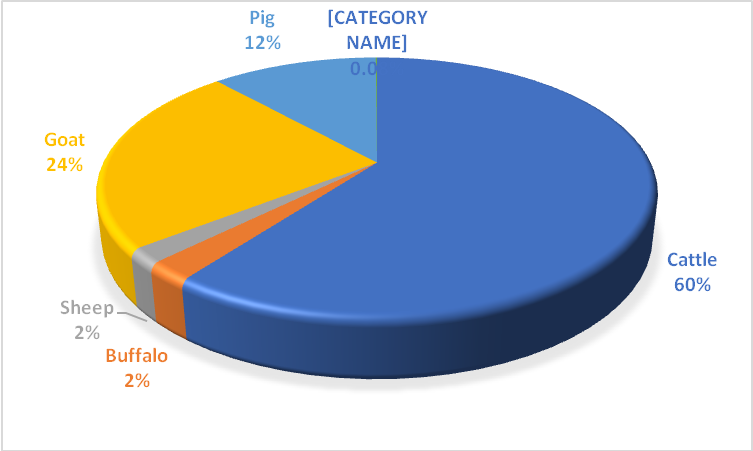 Pig
12%
[CATEGORY
NAME]
0.0
Goat
24%
Cattle
60%
Sheep
2%
Buffalo
2%